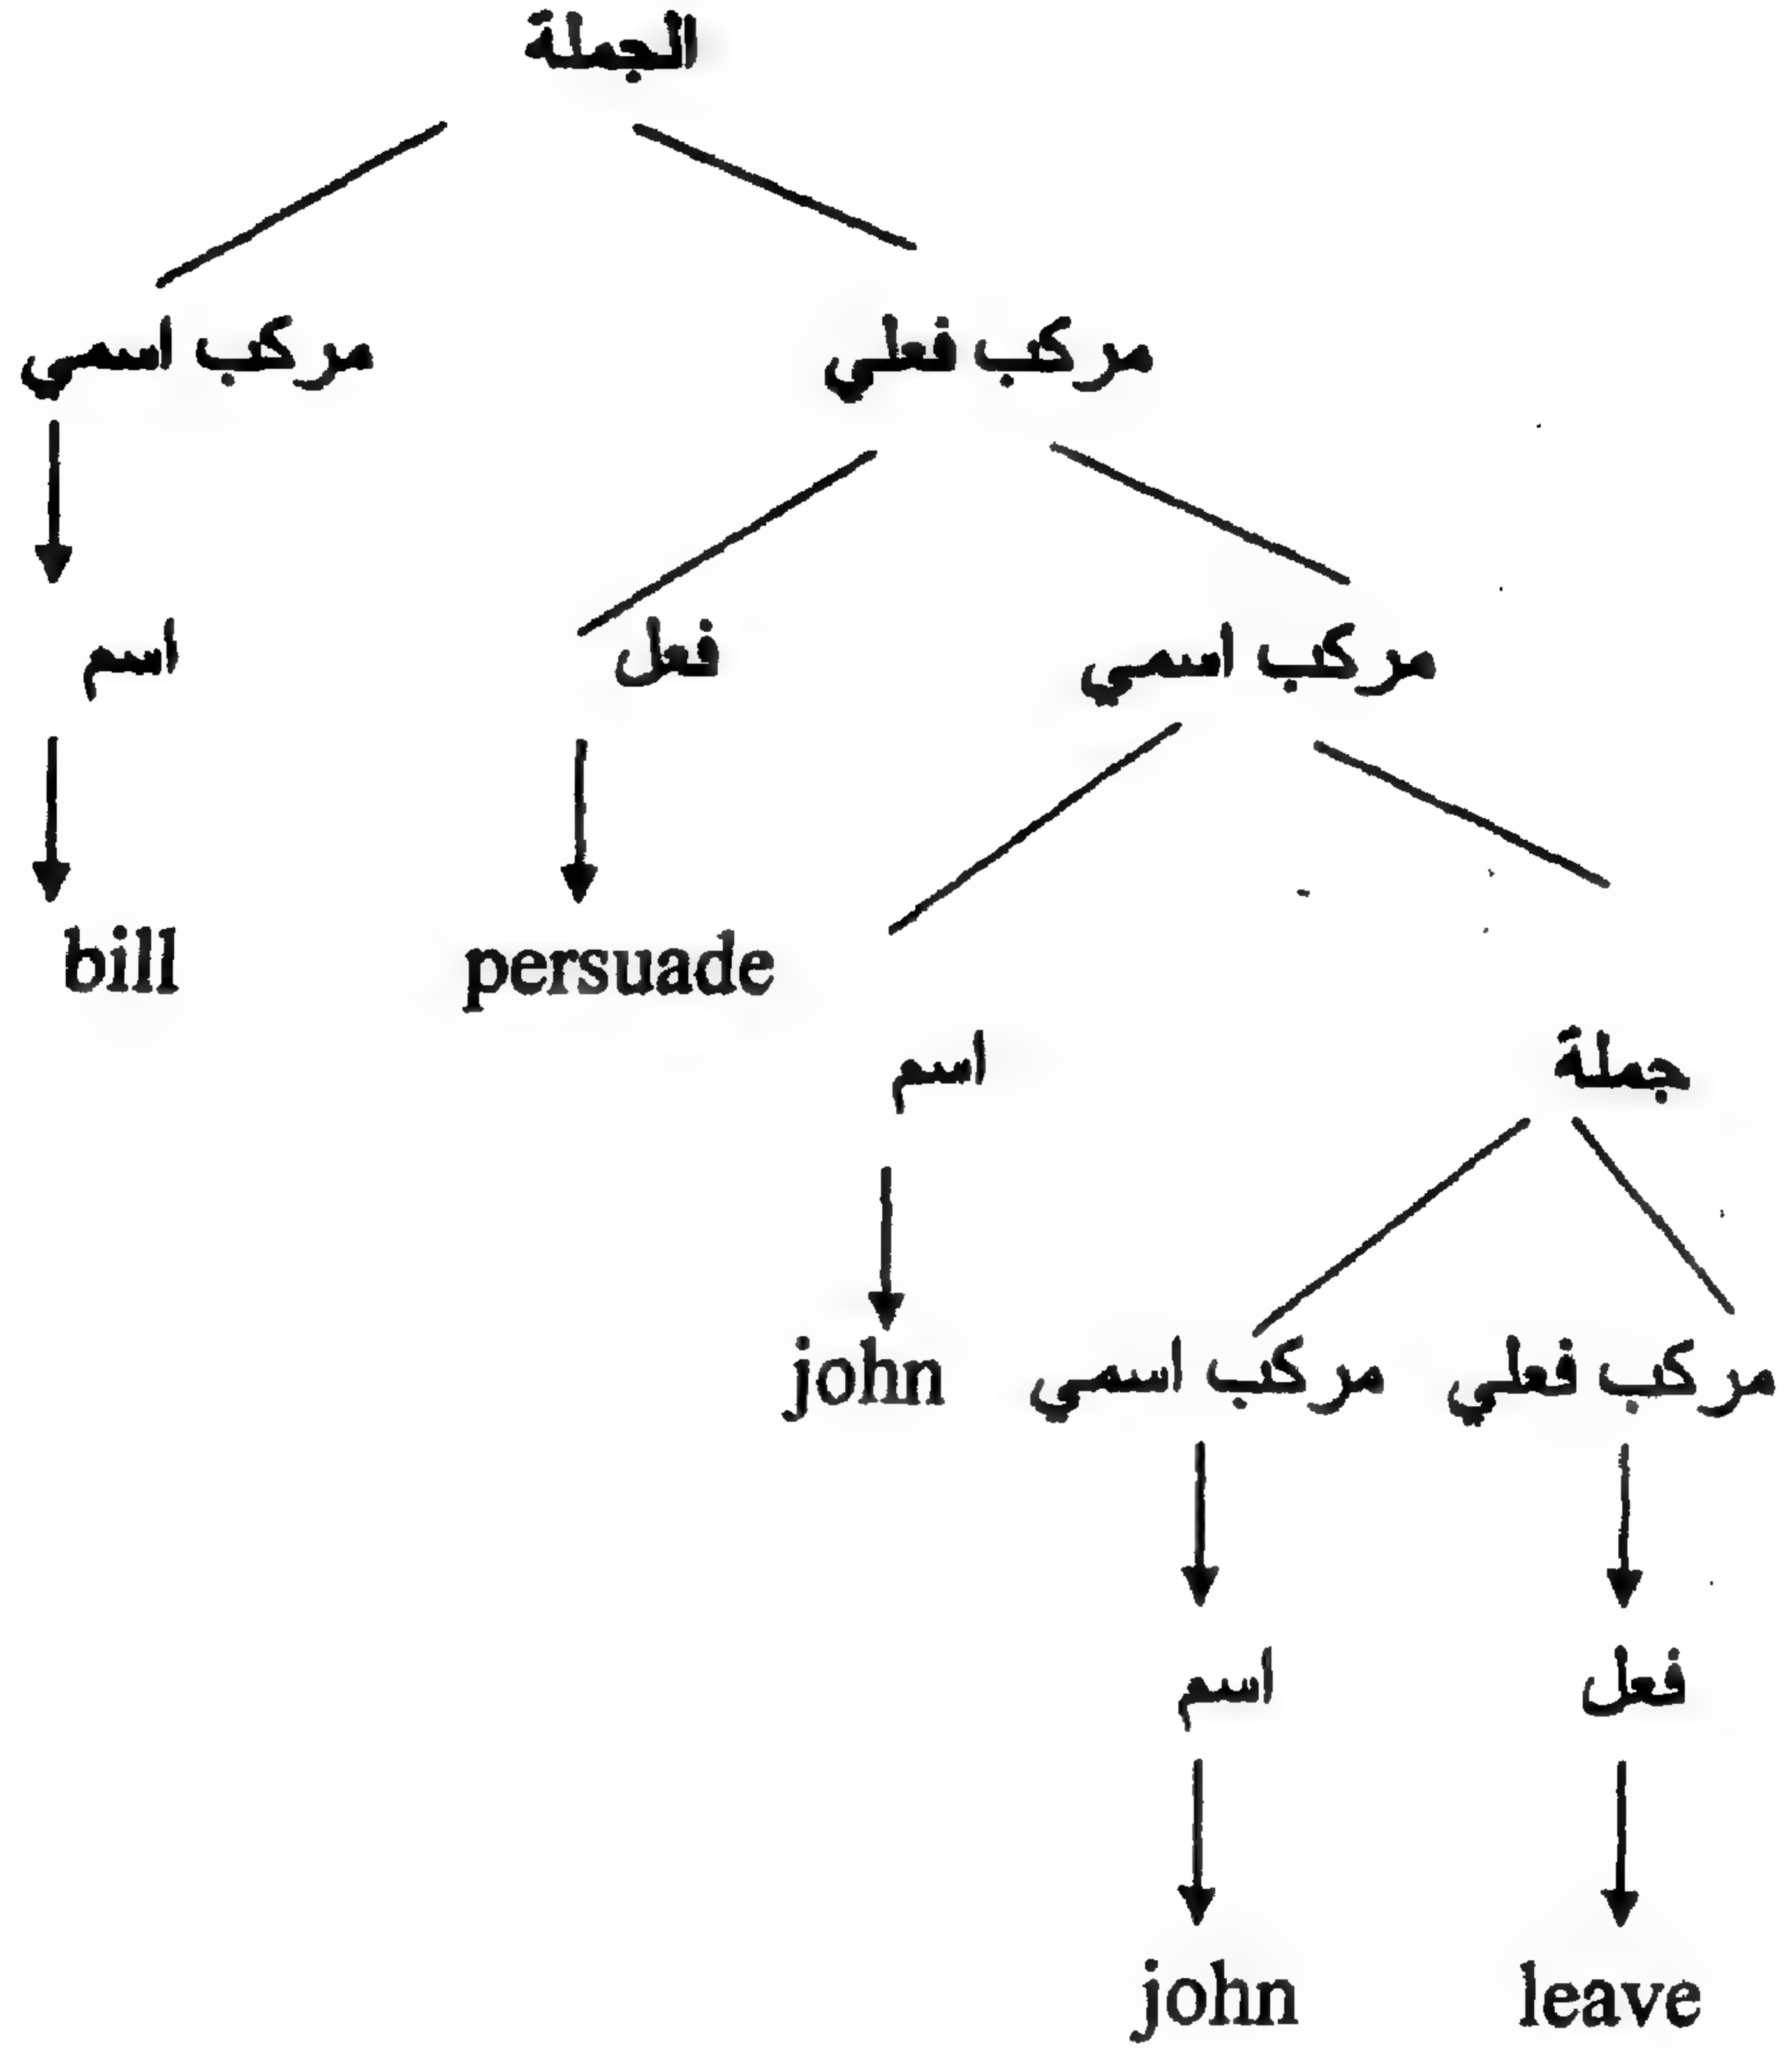 الجملة
مركب اسمي مركب فعلي
اسم فعل مركب اسمي
bill persuade
اسم جملة
john مركب اسمي مركب فعلي
اسم فعل
john leave